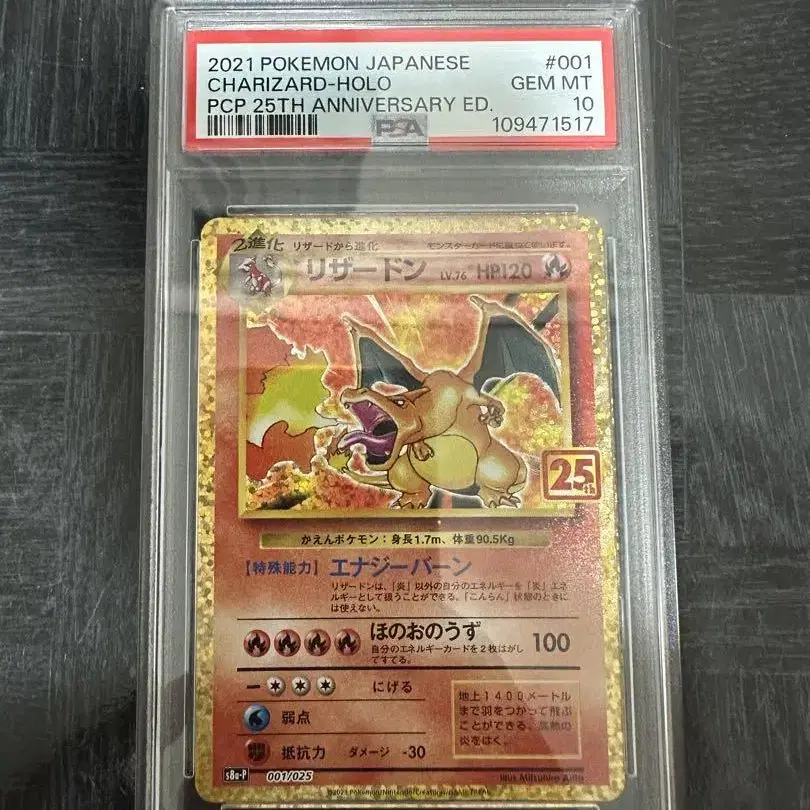 2021 POKEMON JAPANESE #001
CHARIZARD-HOLO GEM MT
PCP 25TH ANNIVERSARY ED. 10
PSA 109471517
2進化 リザードから進化
リザードン LV.76 HP120
25th
かえんポケモン：身長1.7m、体重90.5Kg
【特殊能力】エナジーバーン
リザードンは、「炎」以外の自分のエネルギーを「炎」エネ
ルギーとして扱うことができる。「こんらん」状態のときに
は使えない。
ほのおのうず 100
自分のエネルギーカードを2枚はがし
てすてる。
にげる
弱点
抵抗力 ダメージ -30
地上1400メートル
まで羽をつかって飛ぶ
ことができる。高熱の
炎をはく。
s8a-P 001/025
Illus. Mitsuhiro Arita